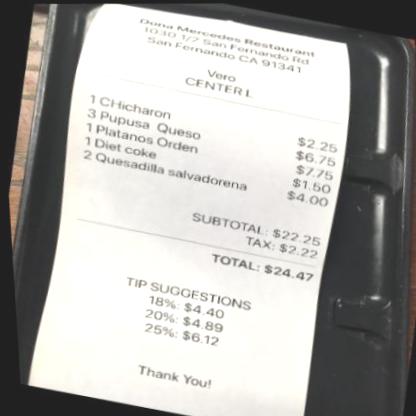 Dona Mercedes Restaurant
1030 1/2 San Fernando Rd
San Fernando CA 91341
Vero
CENTER L
1 CHicharon $2.25
3 Pupusa Queso $6.75
1 Platanos Orden $7.75
1 Diet coke $1.50
2 Quesadilla salvadorena $4.00
SUBTOTAL: $22.25
TAX: $2.22
TOTAL: $24.47
TIP SUGGESTIONS
18%: $4.40
20%: $4.89
25%: $6.12
Thank You!